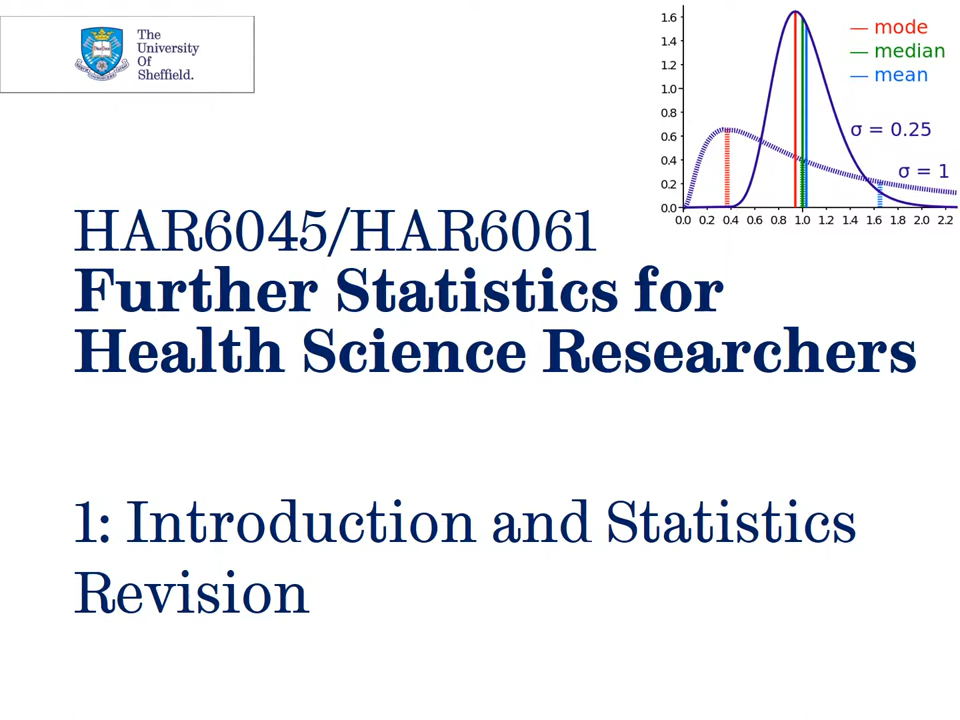 The
University
Of
Sheffield.
1.6
1.4
1.2
1.0
0.8
0.6
0.4
0.2
0.0
0.0 0.2 0.4 0.6 0.8 1.0 1.2 1.4 1.6 1.8 2.0 2.2
mode
median
mean
σ = 0.25
σ = 1
HAR6045/HAR6061
Further Statistics for
Health Science Researchers
1: Introduction and Statistics
Revision